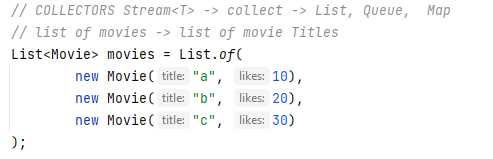 // COLLECTORS Stream<T> -> collect -> List, Queue,  Map
// list of movies -> list of movie Titles
List<Movie> movies = List.of(
new Movie( title: "a", likes: 10),
new Movie( title: "b", likes: 20),
new Movie( title: "c", likes: 30)
);